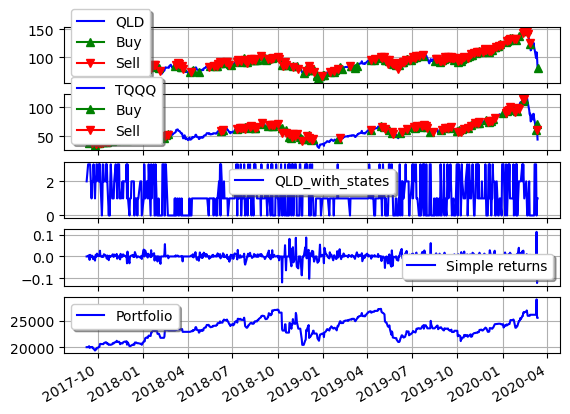 QLD
Buy
Sell
150
100
TQQQ
Buy
Sell
100
50
QLD_with_states
2
0
0.1
0.0
−0.1
Simple returns
Portfolio
25000
20000
2017-10
2018-01
2018-04
2018-07
2018-10
2019-01
2019-04
2019-07
2019-10
2020-01
2020-04